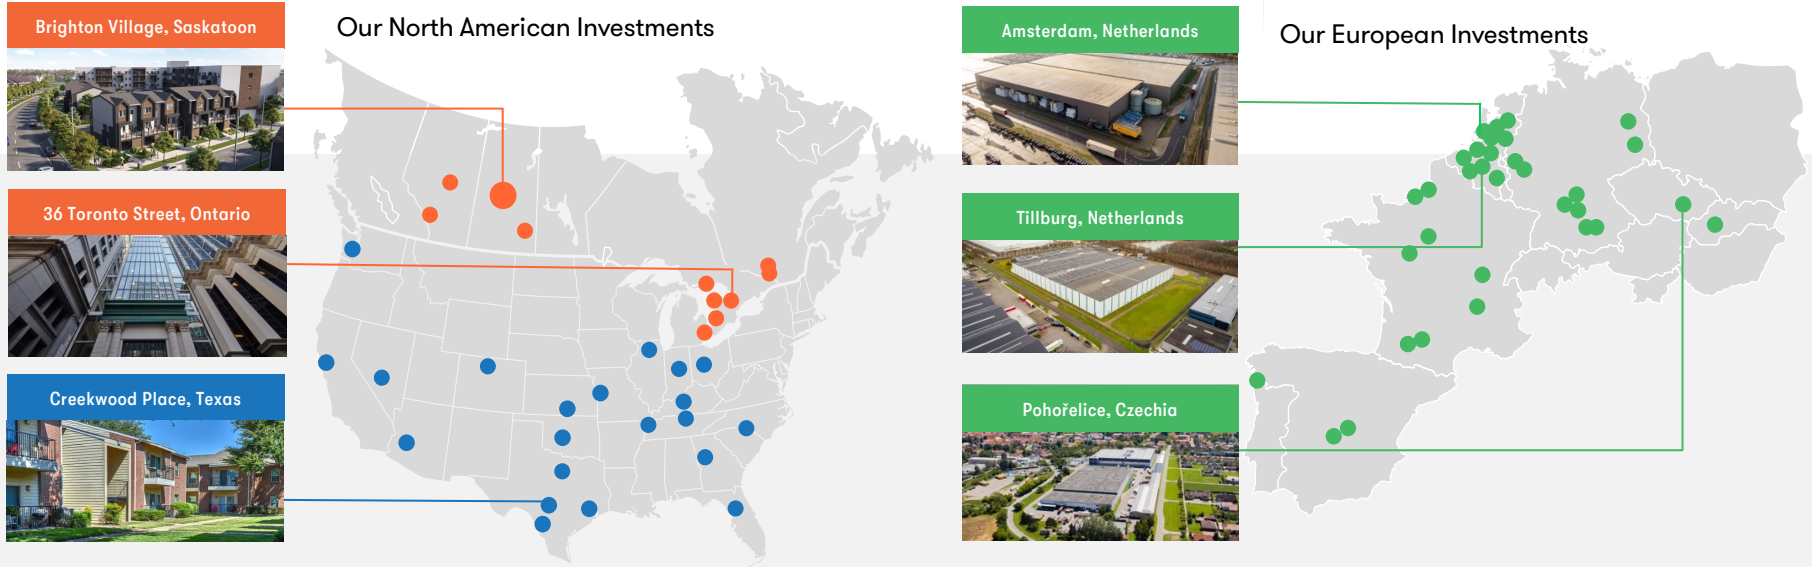 Our North American Investments
Brighton Village, Saskatoon
36 Toronto Street, Ontario
Creekwood Place, Texas
Our European Investments
Amsterdam, Netherlands
Tillburg, Netherlands
Pohořelice, Czechia